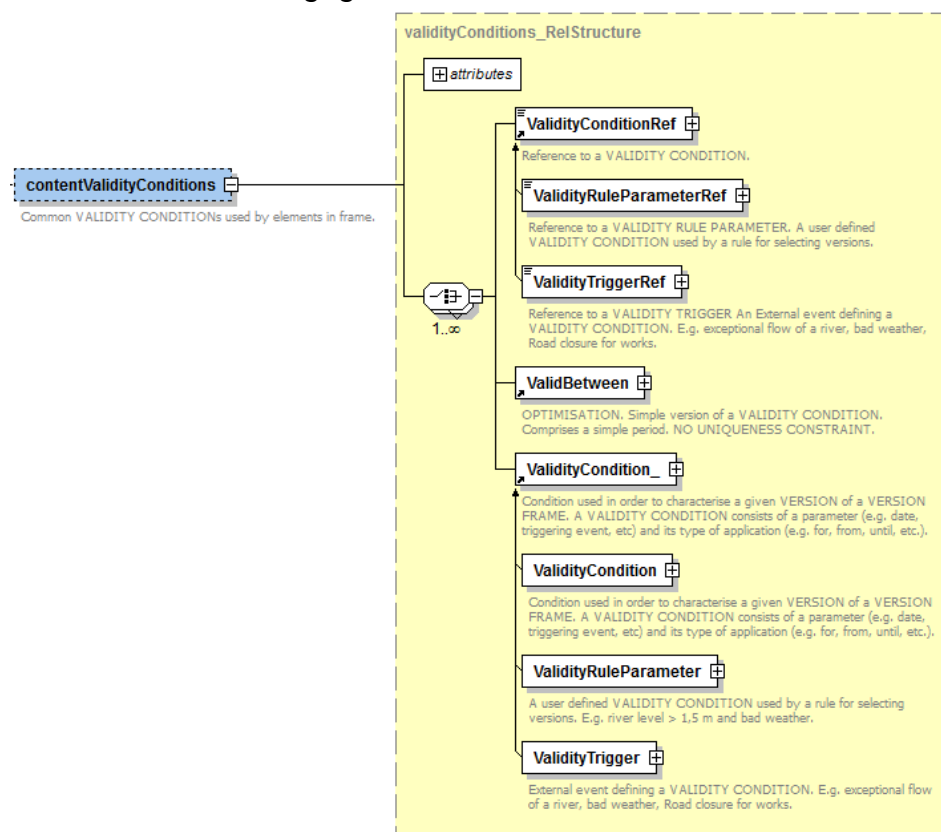 validityConditions_RelStructure
attributes
ValidityConditionRef
Reference to a VALIDITY CONDITION.
contentValidityConditions
Common VALIDITY CONDITIONs used by elements in frame.
ValidityRuleParameterRef
Reference to a VALIDITY RULE PARAMETER. A user defined
VALIDITY CONDITION used by a rule for selecting versions.
ValidityTriggerRef
Reference to a VALIDITY TRIGGER An External event defining a
VALIDITY CONDITION. E.g. exceptional flow of a river, bad weather,
Road closure for works.
1..∞
ValidBetween
OPTIMISATION. Simple version of a VALIDITY CONDITION.
Comprises a simple period. NO UNIQUENESS CONSTRAINT.
ValidityCondition_
Condition used in order to characterise a given VERSION of a VERSION
FRAME. A VALIDITY CONDITION consists of a parameter (e.g. date,
triggering event, etc) and its type of application (e.g. for, from, until, etc.).
ValidityCondition
Condition used in order to characterise a given VERSION of a VERSION
FRAME. A VALIDITY CONDITION consists of a parameter (e.g. date,
triggering event, etc) and its type of application (e.g. for, from, until, etc.).
ValidityRuleParameter
A user defined VALIDITY CONDITION used by a rule for selecting
versions. E.g. river level > 1,5 m and bad weather.
ValidityTrigger
External event defining a VALIDITY CONDITION. E.g. exceptional flow
of a river, bad weather, Road closure for works.